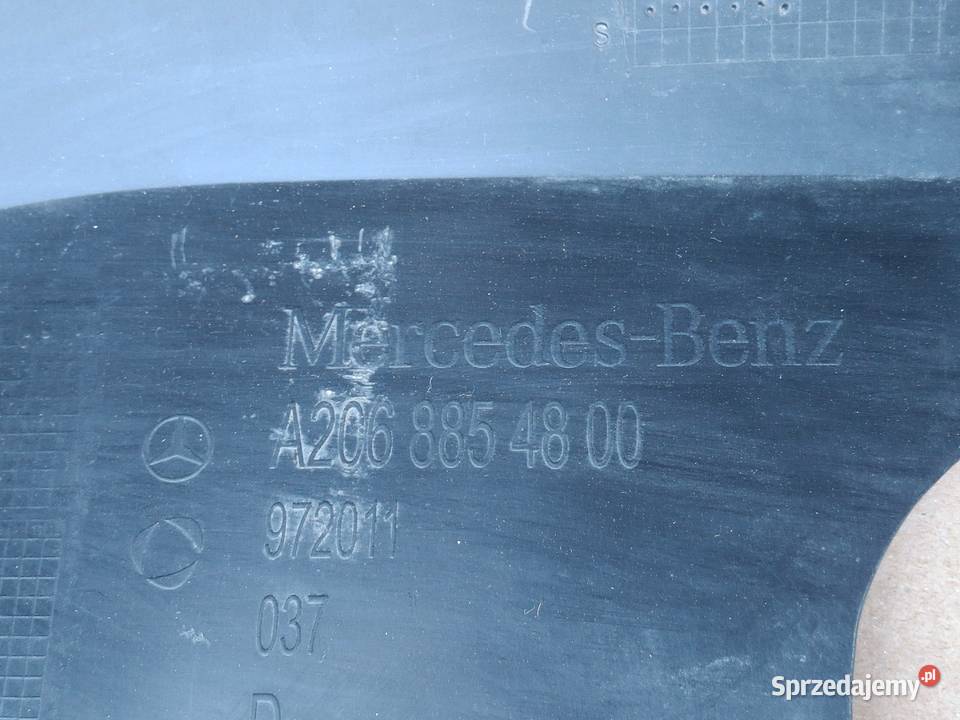 S
Mercedes-Benz
A206 885 48 00
972011
037
D
Sprzedajemy.pl